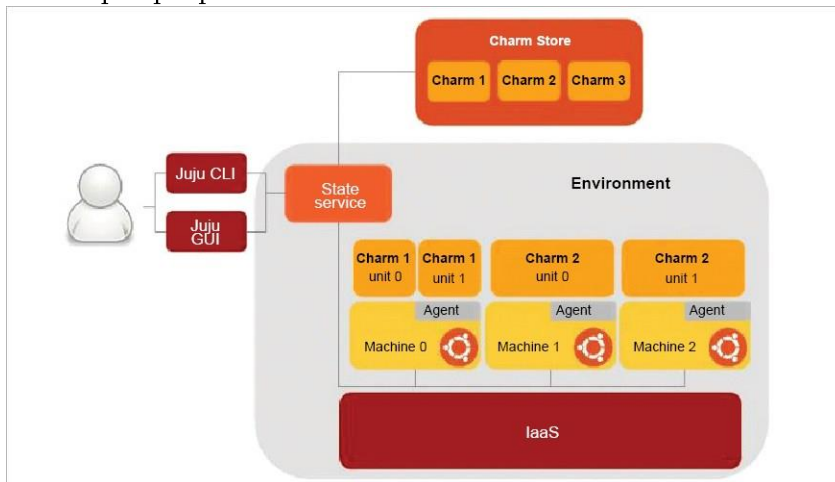 Charm Store
Charm 1 Charm 2 Charm 3
Juju CLI
Juju
GUI
State
service
Environment
Charm 1 Charm 1 Charm 2 Charm 2
unit 0 unit 1 unit 0 unit 1
Agent Agent Agent
Machine 0 Machine 1 Machine 2
IaaS